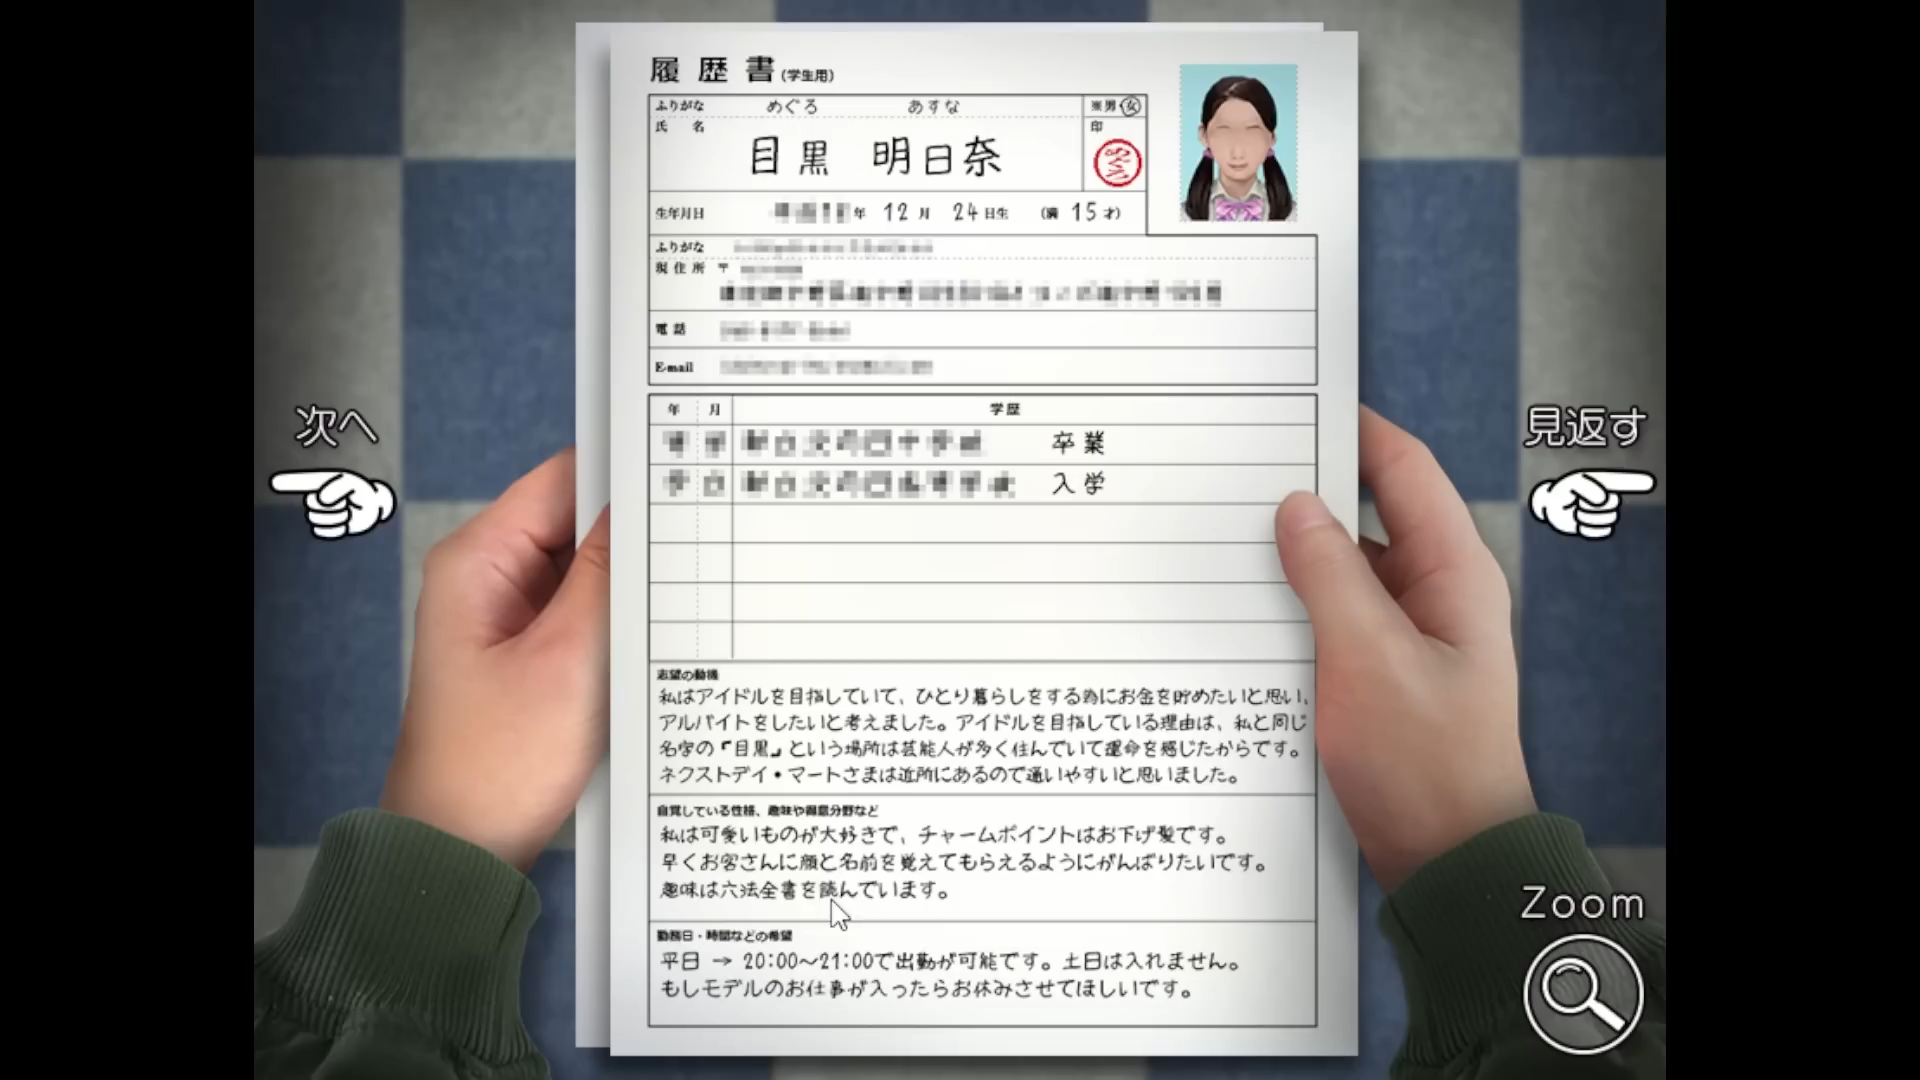 履歴書(学生用)
ふりがな めぐろ あすな ※男・女
氏 名 目黒 明日奈 印 めぐろ
生年月日 年 12月 24日生 (満 15才)
ふりがな
現住所 〒
電話
E-mail
年 月 学歴
卒業
入学
志望の動機
私はアイドルを目指していて、ひとり暮らしをする為にお金を貯めたいと思い、
アルバイトをしたいと考えました。アイドルを目指している理由は、私と同じ
名字の『目黒』という場所は芸能人が多く住んでいて運命を感じたからです。
ネクストデイ・マートさまは近所にあるので通いやすいと思いました。
自覚している性格、趣味や得意分野など
私は可愛いものが大好きで、チャームポイントはお下げ髪です。
早くお客さんに顔と名前を覚えてもらえるようにがんばりたいです。
趣味は六法全書を読んでいます。
勤務日・時間などの希望
平日 → 20:00~21:00で出勤が可能です。土日は入れません。
もしモデルのお仕事が入ったらお休みさせてほしいです。
次へ
見返す
Zoom